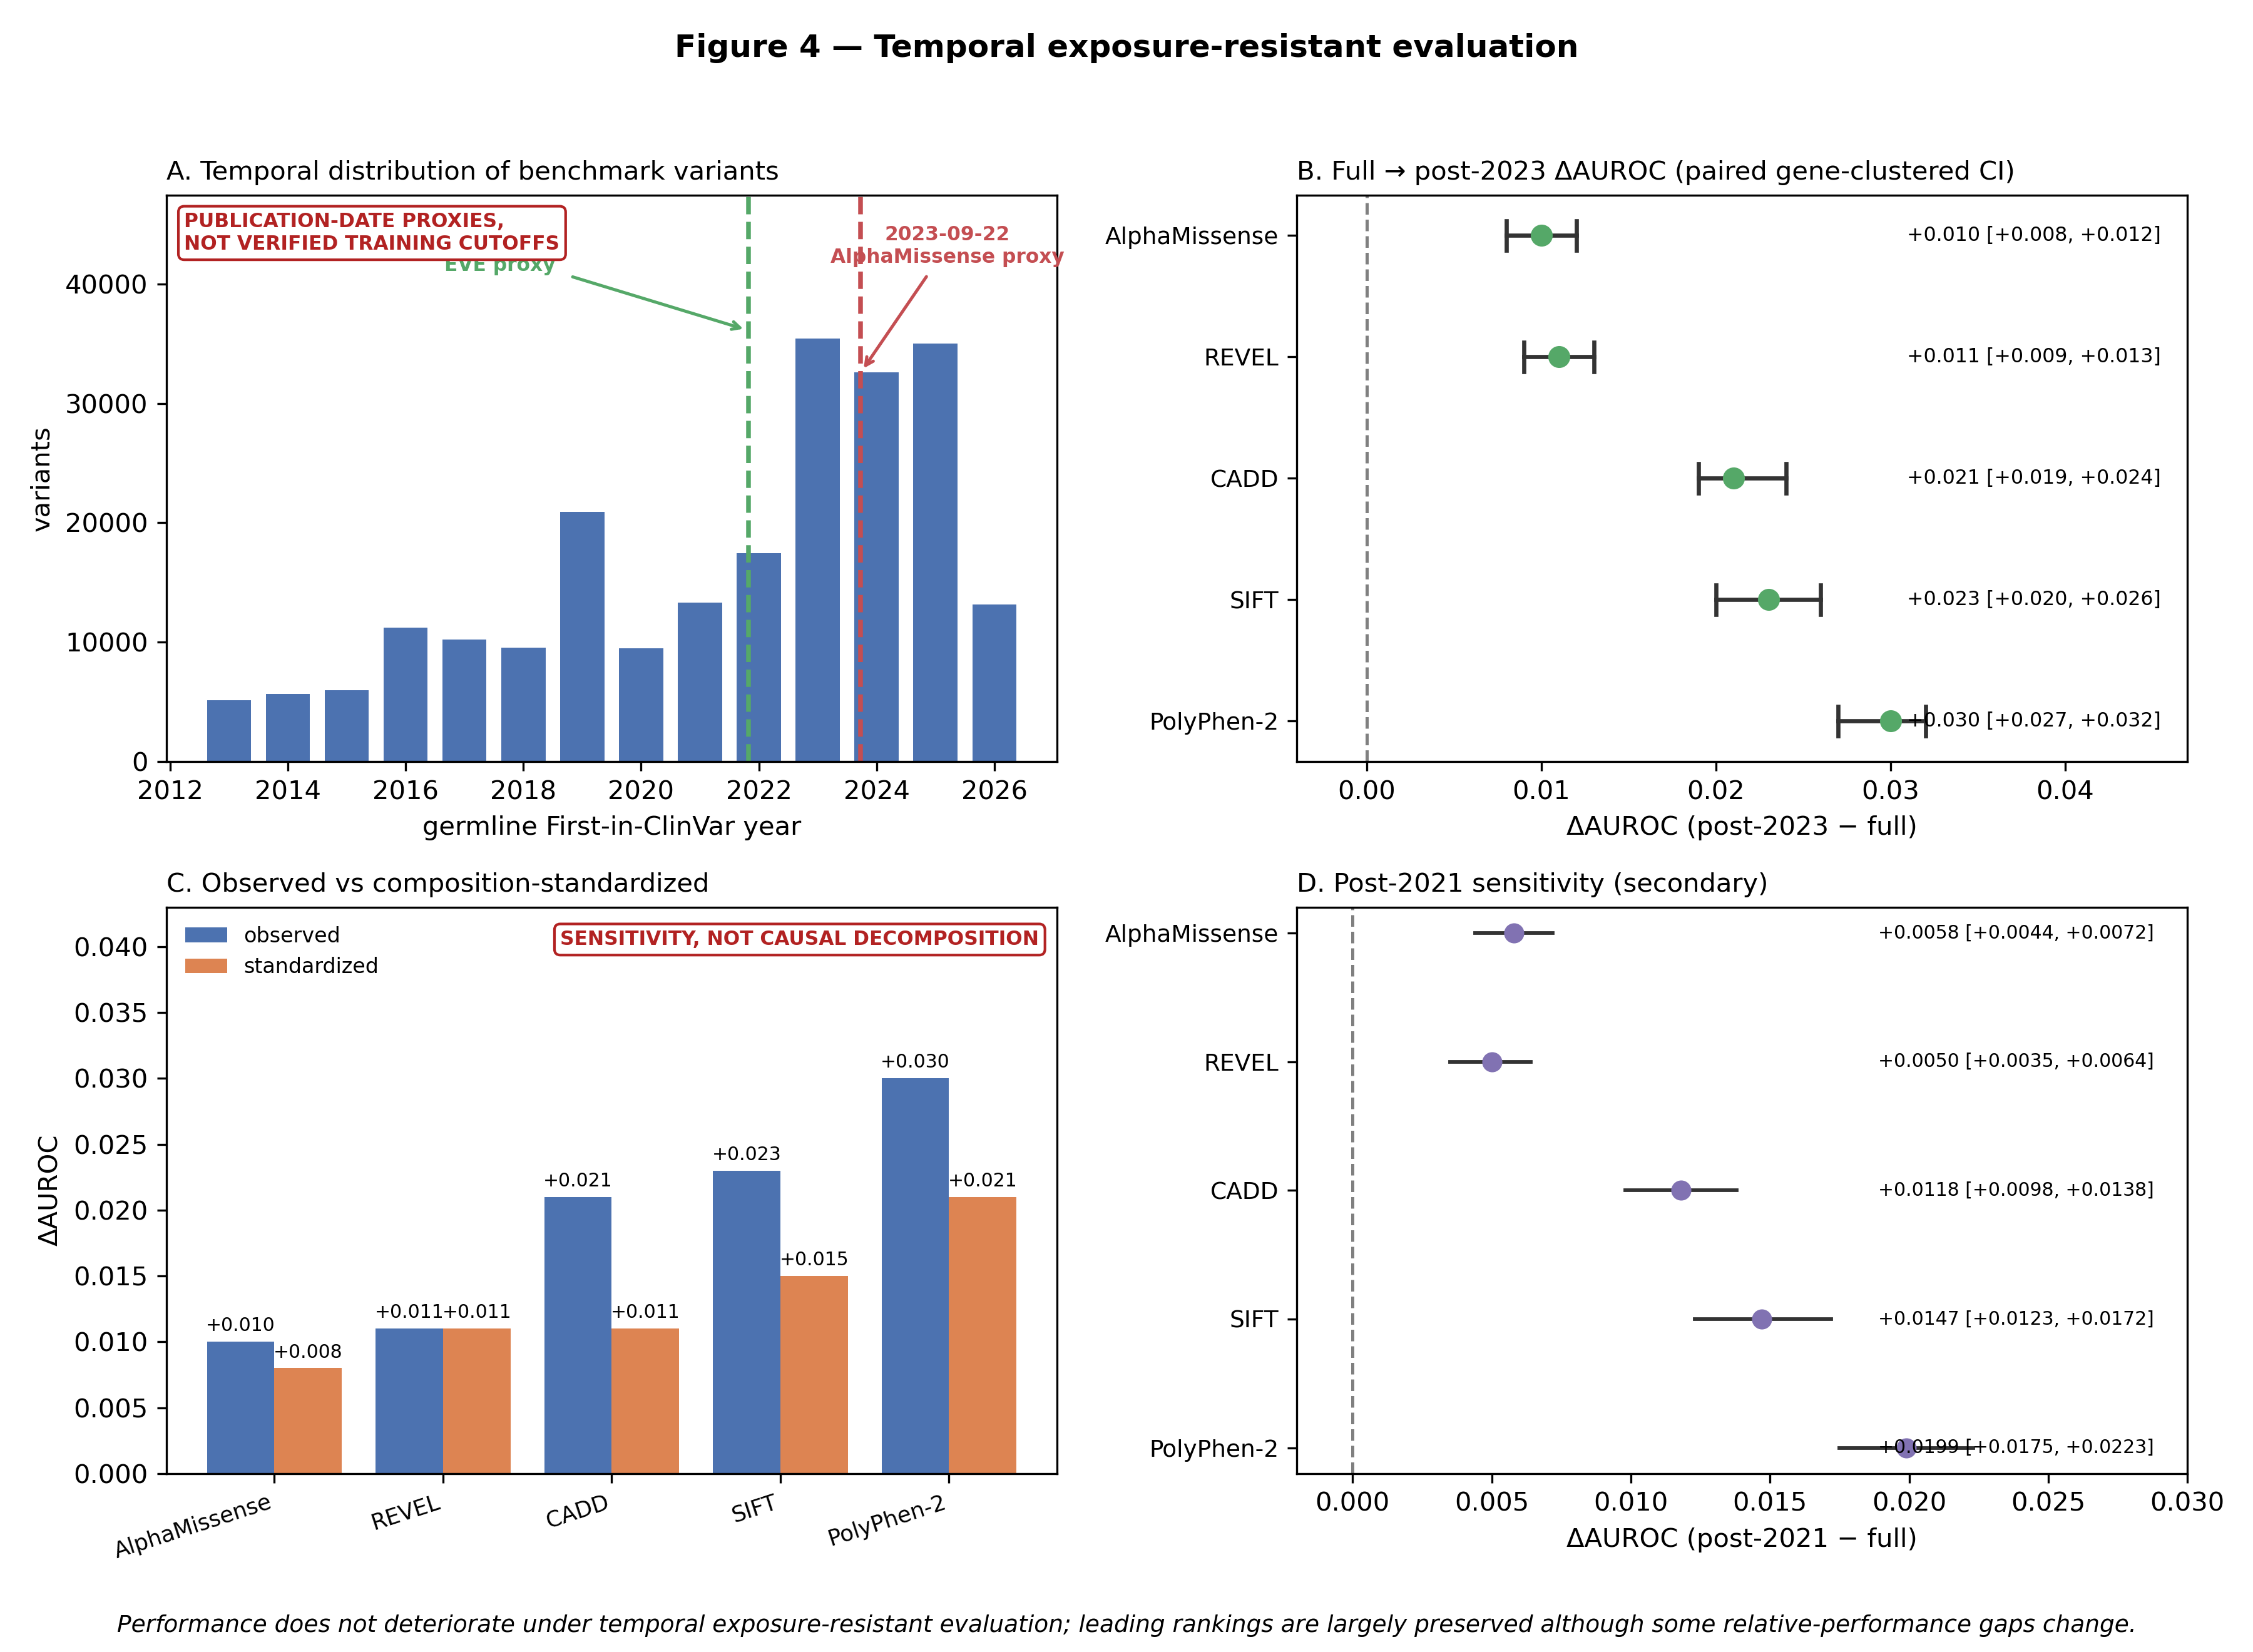 Figure 4 — Temporal exposure-resistant evaluation
A. Temporal distribution of benchmark variants
PUBLICATION-DATE PROXIES,
NOT VERIFIED TRAINING CUTOFFS
EVE proxy
2023-09-22
AlphaMissense proxy
variants
40000
30000
20000
10000
0
2012 2014 2016 2018 2020 2022 2024 2026
germline First-in-ClinVar year
B. Full → post-2023 ΔAUROC (paired gene-clustered CI)
AlphaMissense +0.010 [+0.008, +0.012]
REVEL +0.011 [+0.009, +0.013]
CADD +0.021 [+0.019, +0.024]
SIFT +0.023 [+0.020, +0.026]
PolyPhen-2 +0.030 [+0.027, +0.032]
0.00 0.01 0.02 0.03 0.04
ΔAUROC (post-2023 − full)
C. Observed vs composition-standardized
observed
standardized
SENSITIVITY, NOT CAUSAL DECOMPOSITION
ΔAUROC
0.040
0.035
0.030
0.025
0.020
0.015
0.010
0.005
0.000
+0.010 +0.008
+0.011 +0.011
+0.021 +0.011
+0.023 +0.015
+0.030 +0.021
AlphaMissense REVEL CADD SIFT PolyPhen-2
D. Post-2021 sensitivity (secondary)
AlphaMissense +0.0058 [+0.0044, +0.0072]
REVEL +0.0050 [+0.0035, +0.0064]
CADD +0.0118 [+0.0098, +0.0138]
SIFT +0.0147 [+0.0123, +0.0172]
PolyPhen-2 +0.0199 [+0.0175, +0.0223]
0.000 0.005 0.010 0.015 0.020 0.025 0.030
ΔAUROC (post-2021 − full)
Performance does not deteriorate under temporal exposure-resistant evaluation; leading rankings are largely preserved although some relative-performance gaps change.